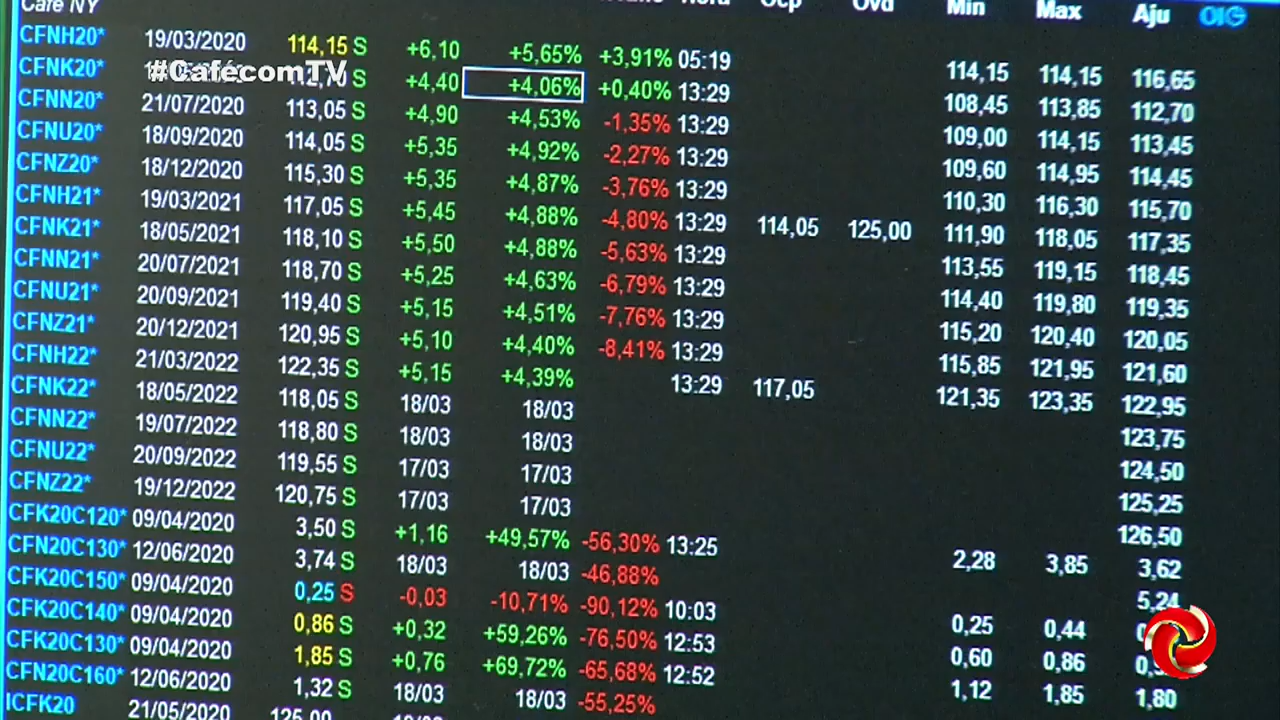 Café NY Min Max Aju
CFNH20* 19/03/2020 114,15 S +6,10 +5,65% +3,91% 05:19 114,15 114,15 116,65
#CafécomTV
CFNK20* S +4,40 +4,06% +0,40% 13:29 108,45 113,85 112,70
CFNN20* 21/07/2020 113,05 S +4,90 +4,53% -1,35% 13:29 109,00 114,15 113,45
CFNU20* 18/09/2020 114,05 S +5,35 +4,92% -2,27% 13:29 109,60 114,95 114,45
CFNZ20* 18/12/2020 115,30 S +5,35 +4,87% -3,76% 13:29 110,30 116,30 115,70
CFNH21* 19/03/2021 117,05 S +5,45 +4,88% -4,80% 13:29 114,05 125,00 111,90 118,05 117,35
CFNK21* 18/05/2021 118,10 S +5,50 +4,88% -5,63% 13:29 113,55 119,15 118,45
CFNN21* 20/07/2021 118,70 S +5,25 +4,63% -6,79% 13:29 114,40 119,80 119,35
CFNU21* 20/09/2021 119,40 S +5,15 +4,51% -7,76% 13:29 115,20 120,40 120,05
CFNZ21* 20/12/2021 120,95 S +5,10 +4,40% -8,41% 13:29 115,85 121,95 121,60
CFNH22* 21/03/2022 122,35 S +5,15 +4,39% 13:29 117,05 121,35 123,35 122,95
CFNK22* 18/05/2022 118,05 S 18/03 18/03 123,75
CFNN22* 19/07/2022 118,80 S 18/03 18/03 124,50
CFNU22* 20/09/2022 119,55 S 17/03 17/03 125,25
CFNZ22* 19/12/2022 120,75 S 17/03 17/03 126,50
CFK20C120* 09/04/2020 3,50 S +1,16 +49,57% -56,30% 13:25 2,28 3,85 3,62
CFN20C130* 12/06/2020 3,74 S 18/03 18/03 -46,88% 5,24
CFK20C150* 09/04/2020 0,25 S -0,03 -10,71% -90,12% 10:03 0,25 0,44
CFK20C140* 09/04/2020 0,86 S +0,32 +59,26% -76,50% 12:53 0,60 0,86
CFK20C130* 09/04/2020 1,85 S +0,76 +69,72% -65,68% 12:52 1,12 1,85 1,80
CFN20C160* 12/06/2020 1,32 S 18/03 18/03 -55,25%
ICFK20 21/05/2020 125,00